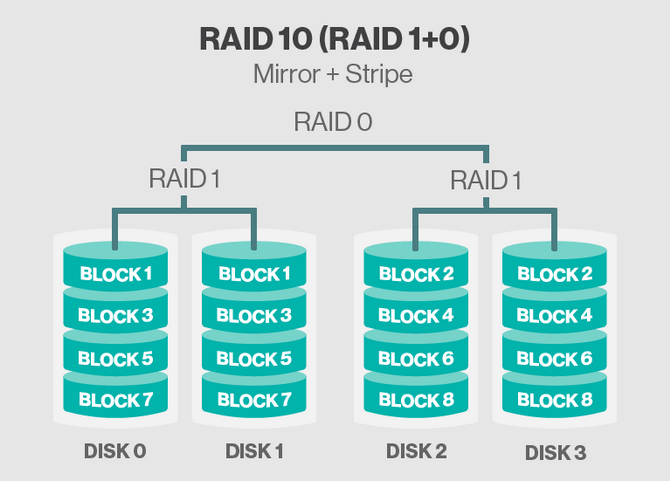 RAID 10 (RAID 1+0)
Mirror + Stripe
RAID 0
RAID 1 RAID 1
BLOCK 1 BLOCK 1 BLOCK 2 BLOCK 2
BLOCK 3 BLOCK 3 BLOCK 4 BLOCK 4
BLOCK 5 BLOCK 5 BLOCK 6 BLOCK 6
BLOCK 7 BLOCK 7 BLOCK 8 BLOCK 8
DISK 0 DISK 1 DISK 2 DISK 3